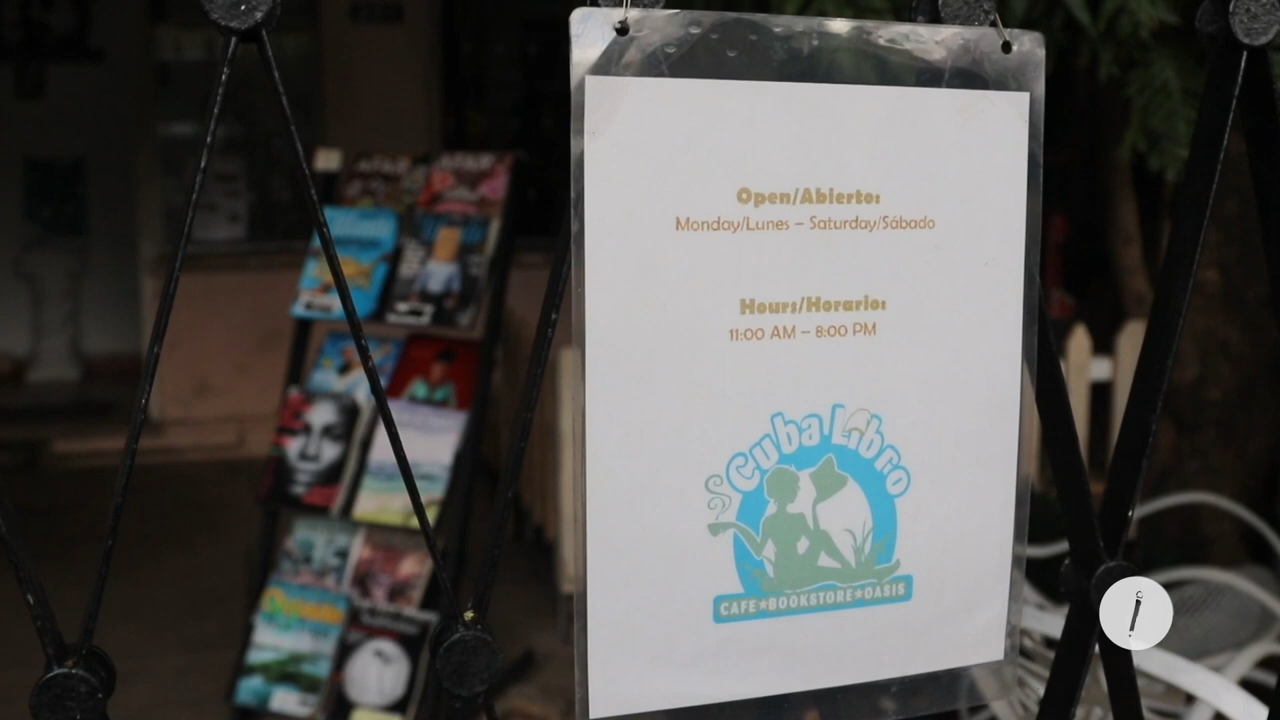 Open/Abierto:
Monday/Lunes – Saturday/Sábado
Hours/Horario:
11:00 AM – 8:00 PM
Cuba Libro
CAFE★BOOKSTORE★OASIS